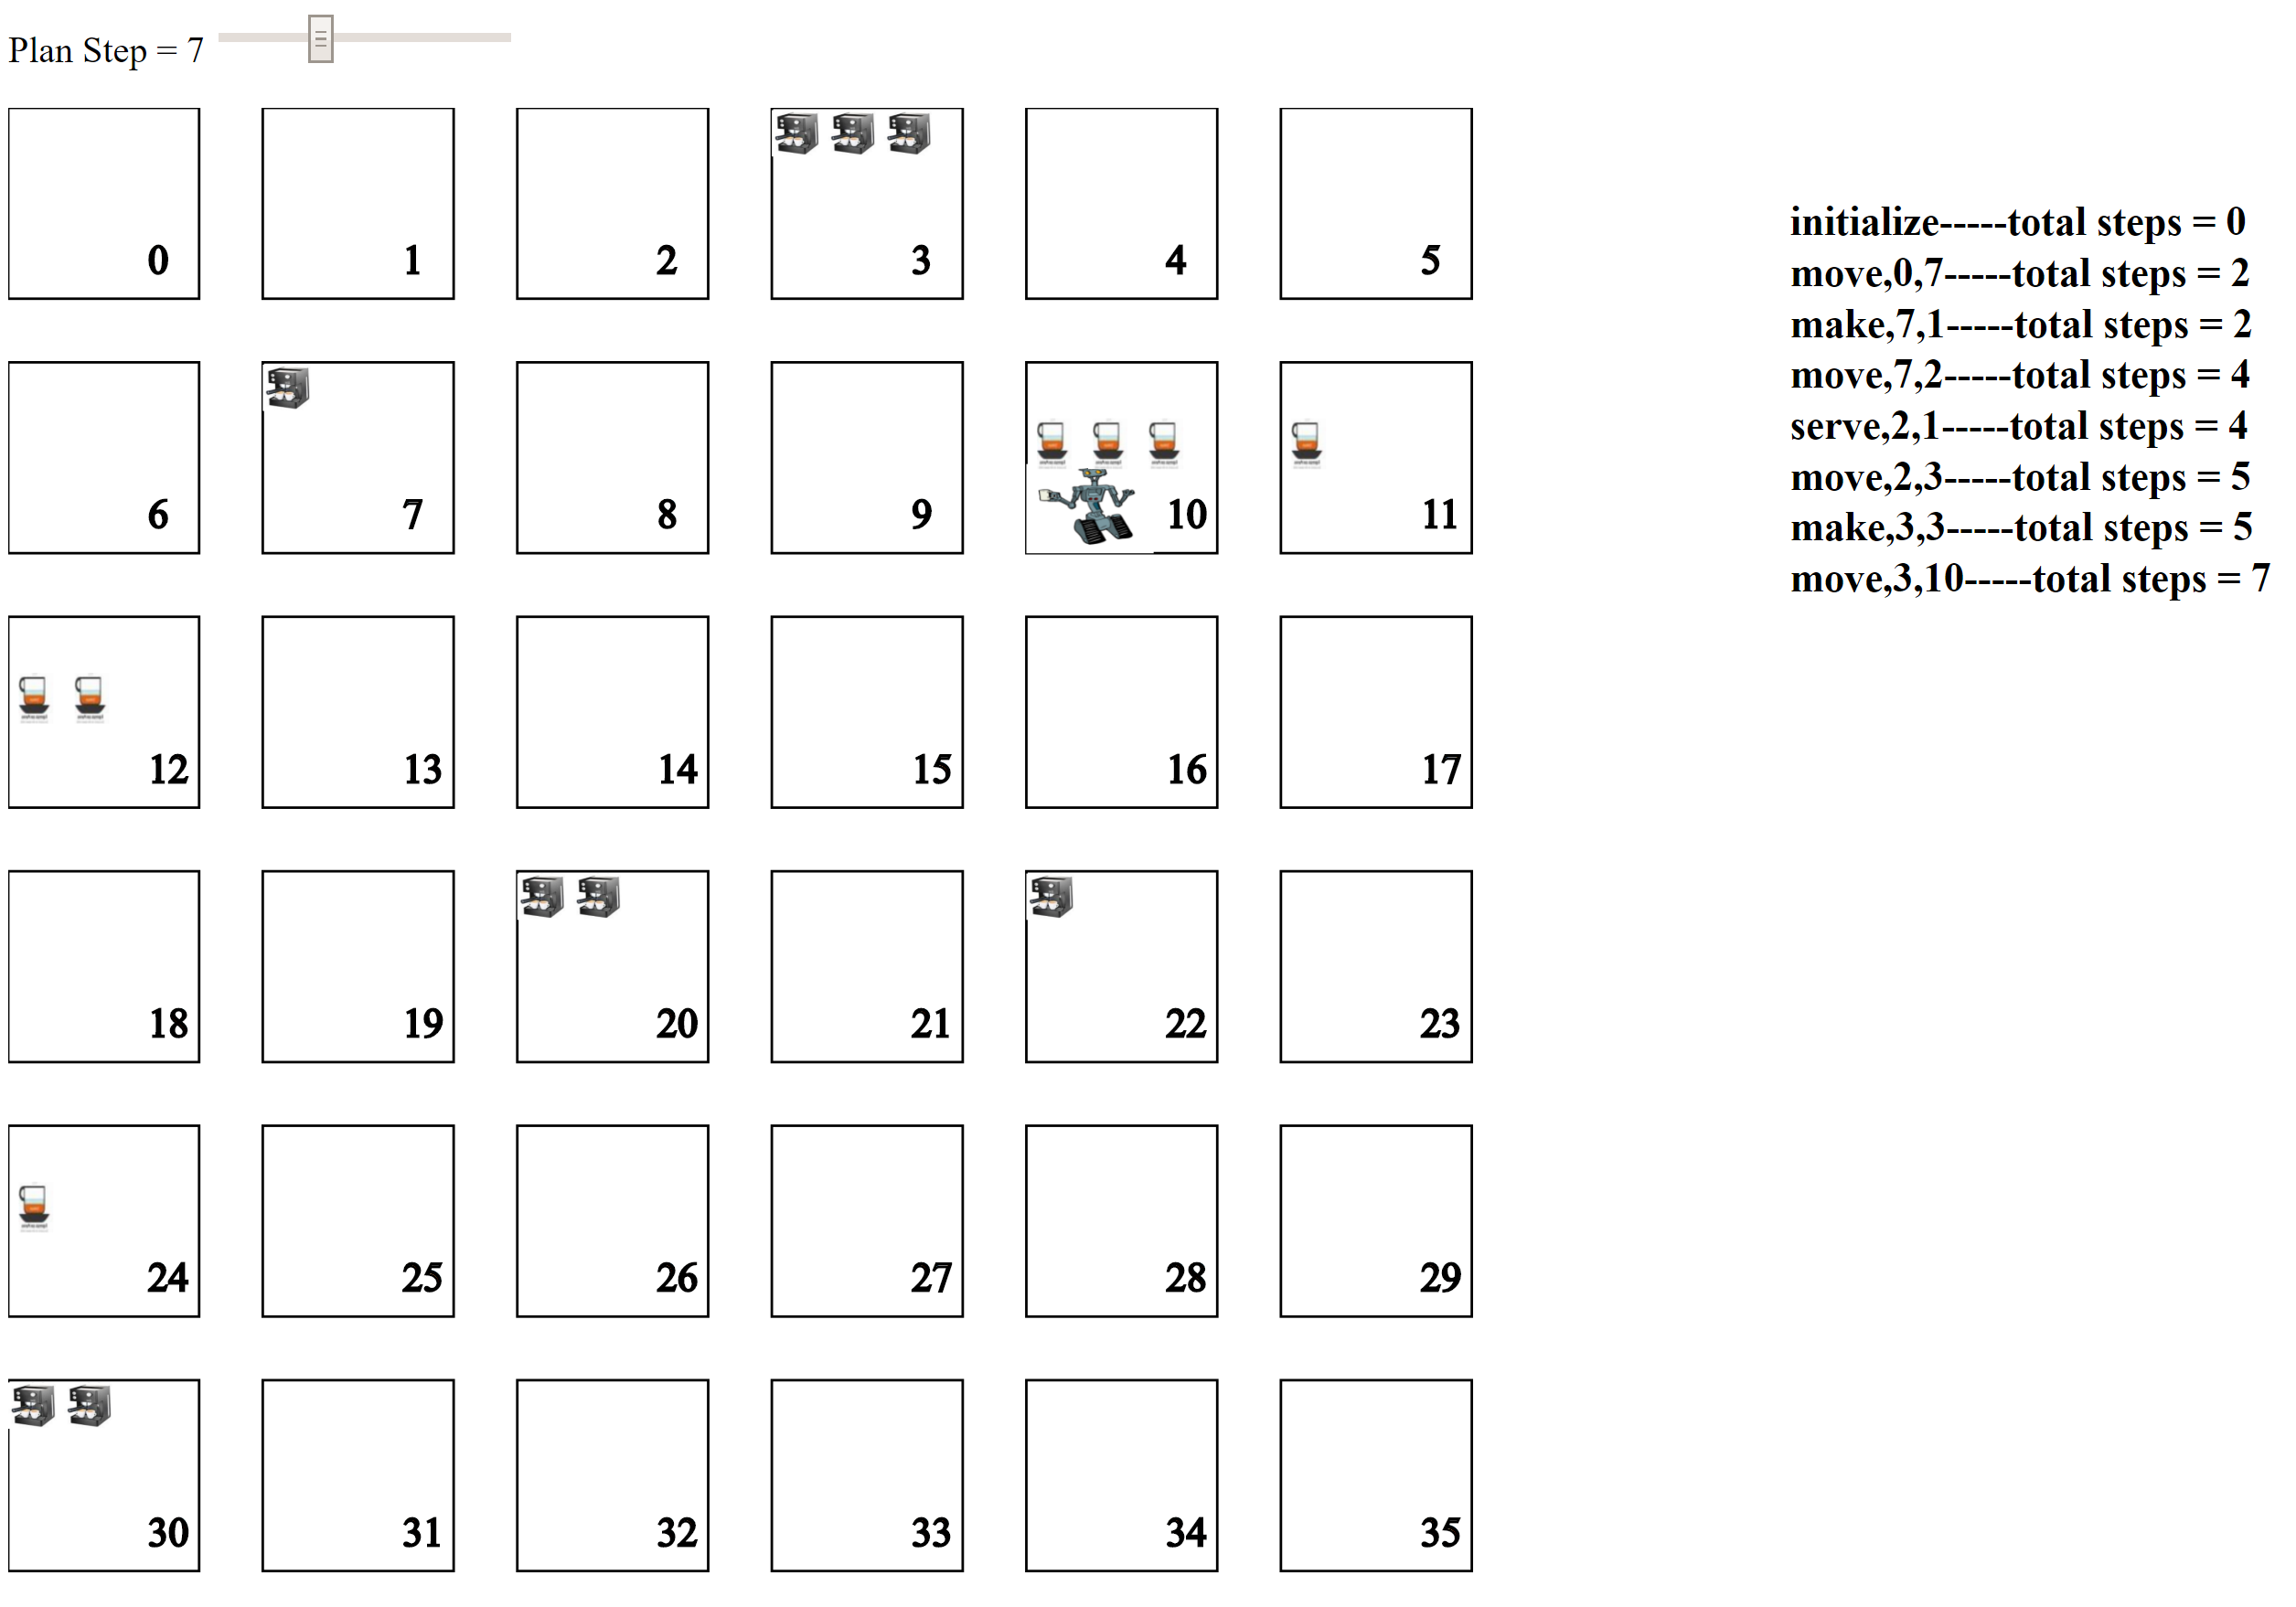 Plan Step = 7
0 1 2 3 4 5
6 7 8 9 10 11
12 13 14 15 16 17
18 19 20 21 22 23
24 25 26 27 28 29
30 31 32 33 34 35
initialize-----total steps = 0
move,0,7-----total steps = 2
make,7,1-----total steps = 2
move,7,2-----total steps = 4
serve,2,1-----total steps = 4
move,2,3-----total steps = 5
make,3,3-----total steps = 5
move,3,10-----total steps = 7